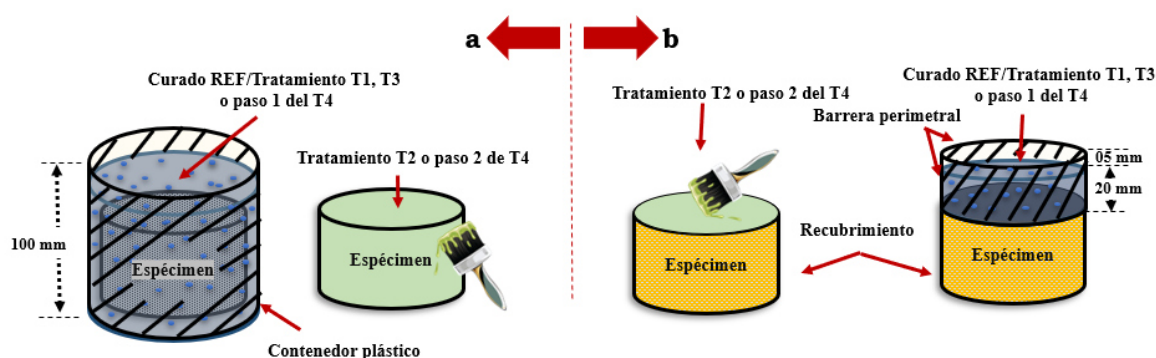 a
b
Curado REF/Tratamiento T1, T3
o paso 1 del T4
Tratamiento T2 o paso 2 de T4
100 mm
Espécimen
Espécimen
Contenedor plástico
Tratamiento T2 o paso 2 del T4
Curado REF/Tratamiento T1, T3
o paso 1 del T4
Barrera perimetral
05 mm
20 mm
Recubrimiento
Espécimen
Espécimen